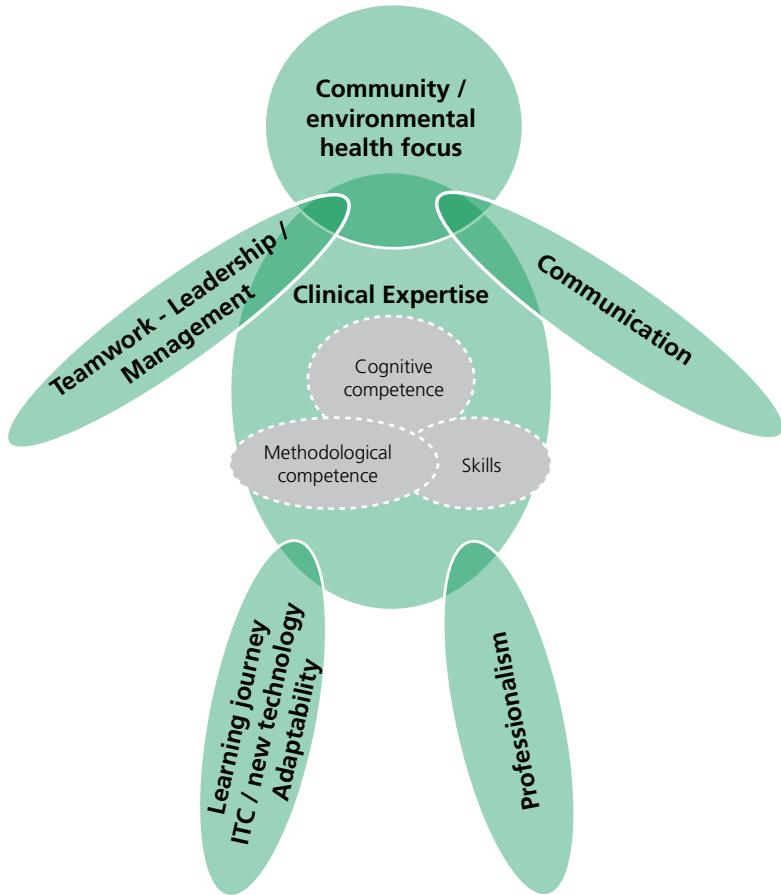 Community /
environmental
health focus
Teamwork - Leadership /
Management
Communication
Clinical Expertise
Cognitive
competence
Methodological
competence
Skills
Learning journey
ITC / new technology
Adaptability
Professionalism